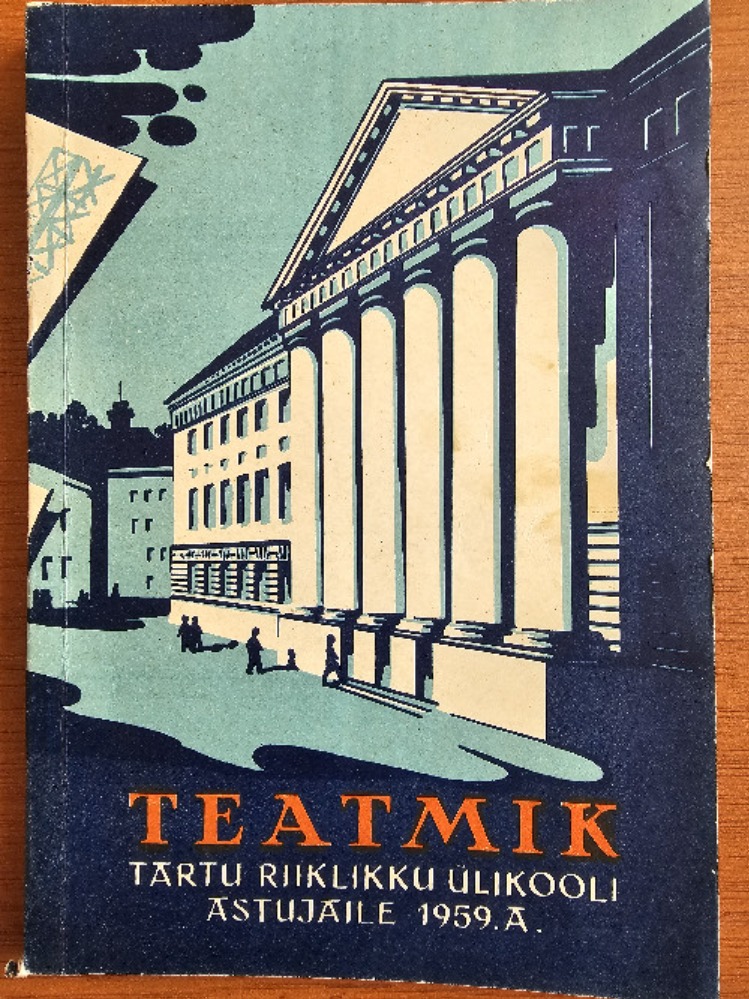 TEATMIK
TARTU RIIKLIKKU ÜLIKOOLI
ASTUJAILE 1959.A.